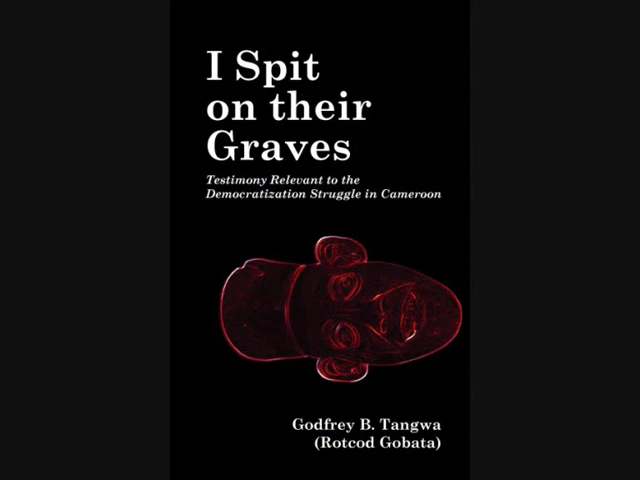 I Spit
on their
Graves
Testimony Relevant to the
Democratization Struggle in Cameroon
Godfrey B. Tangwa
(Rotcod Gobata)